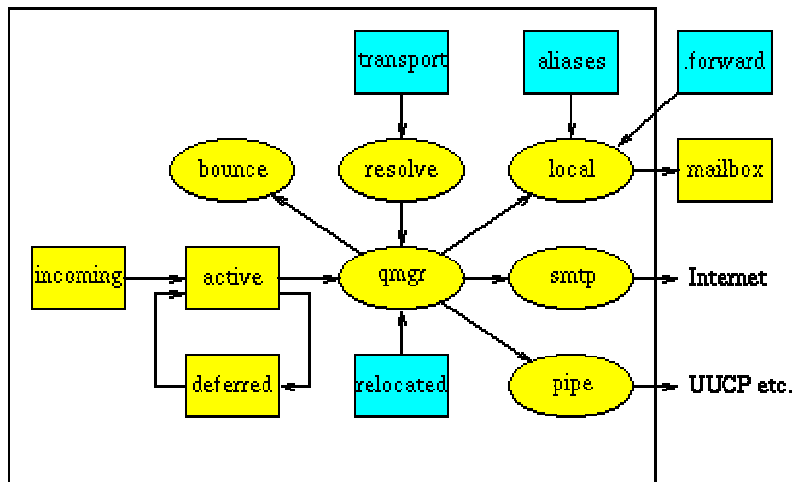 transport
aliases
.forward
bounce
resolve
local
mailbox
incoming
active
qmgr
smtp
Internet
deferred
relocated
pipe
UUCP etc.